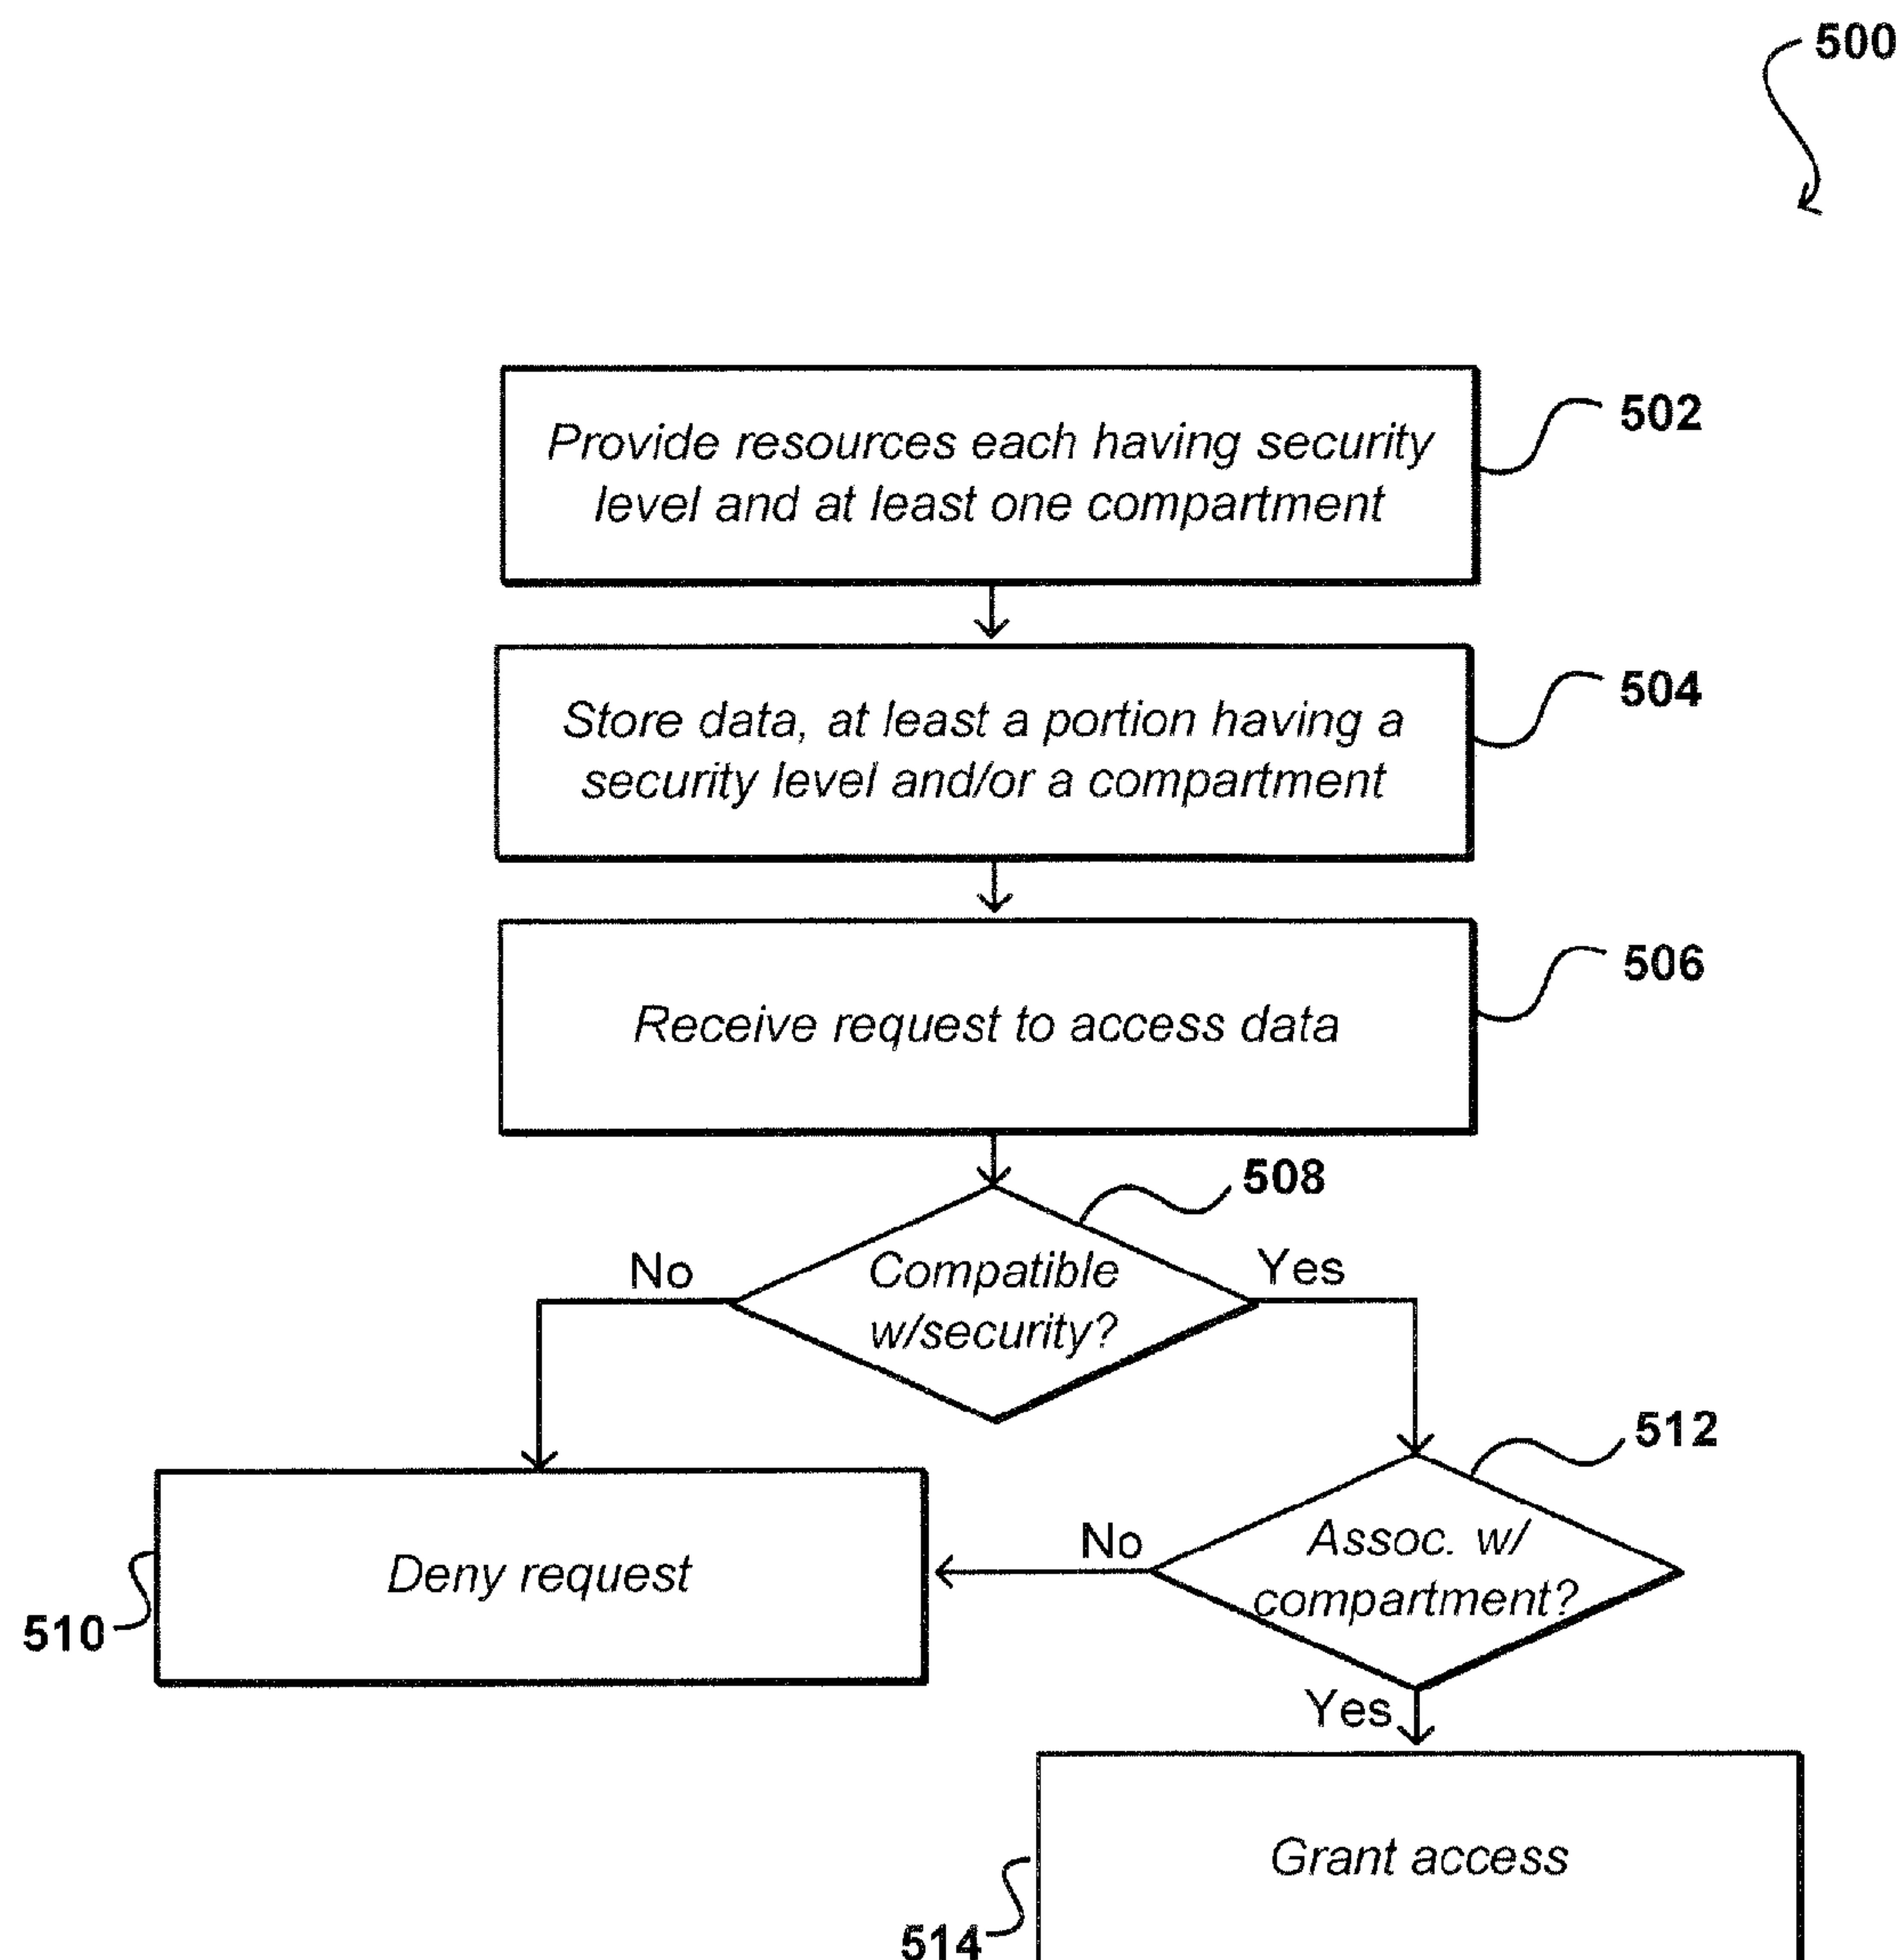 500
Provide resources each having security
level and at least one compartment
502
Store data, at least a portion having a
security level and/or a compartment
504
Receive request to access data
506
508
Compatible
w/security?
No
Yes
512
Assoc. w/
compartment?
No
Deny request
510
Yes
Grant access
514